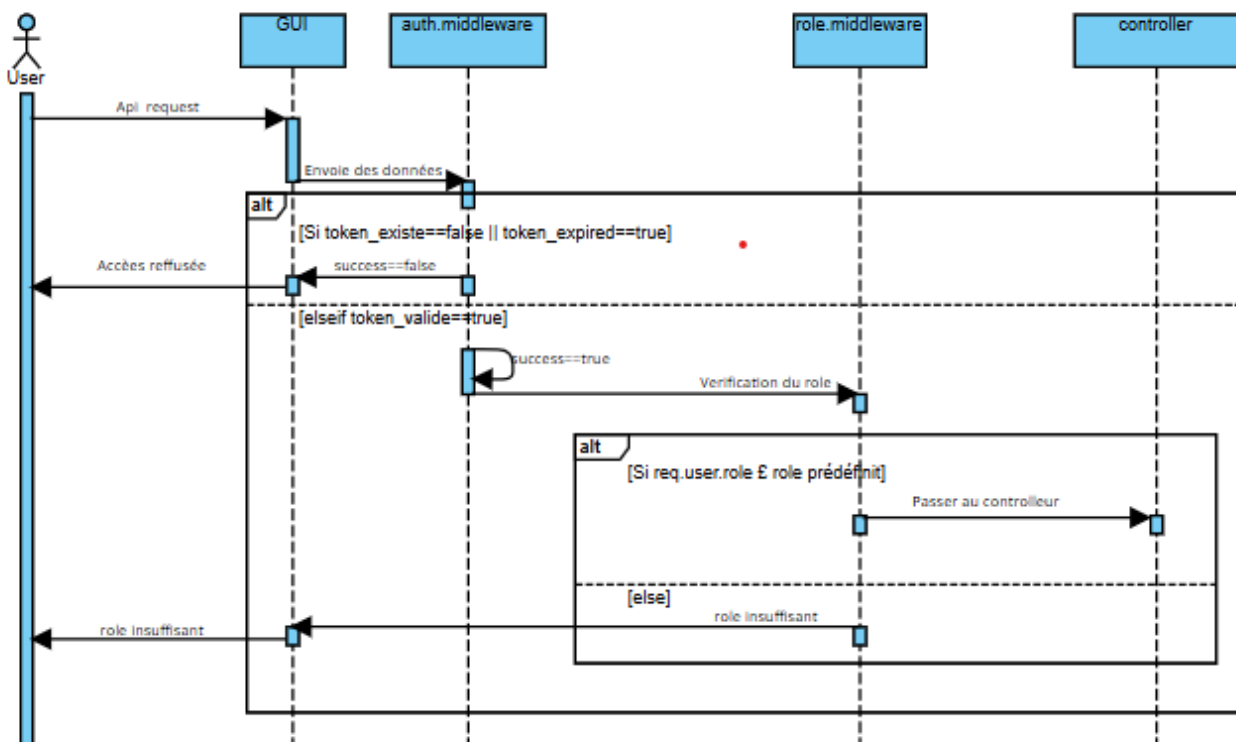 GUI
auth.middleware
role.middleware
controller
User
Api request
Envoie des données
alt
[Si token_existe==false || token_expired==true]
Accèes reffusée
success==false
[elseif token_valide==true]
success==true
Verification du role
alt
[Si req.user.role £ role prédéfinit]
Passer au controlleur
[else]
role insuffisant
role insuffisant